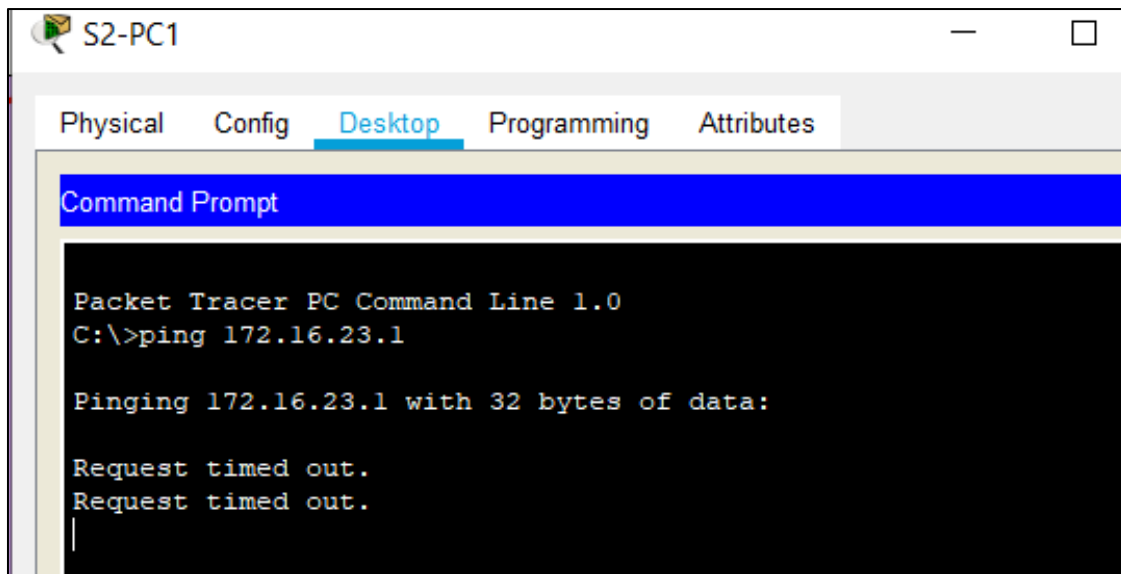 S2-PC1
Physical Config Desktop Programming Attributes
Command Prompt
Packet Tracer PC Command Line 1.0
C:\>ping 172.16.23.1
Pinging 172.16.23.1 with 32 bytes of data:
Request timed out.
Request timed out.